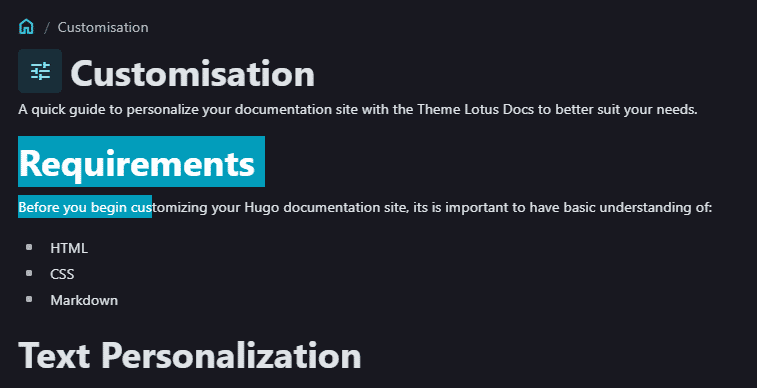 / Customisation
Customisation
A quick guide to personalize your documentation site with the Theme Lotus Docs to better suit your needs.
Requirements
Before you begin customizing your Hugo documentation site, its is important to have basic understanding of:
HTML
CSS
Markdown
Text Personalization